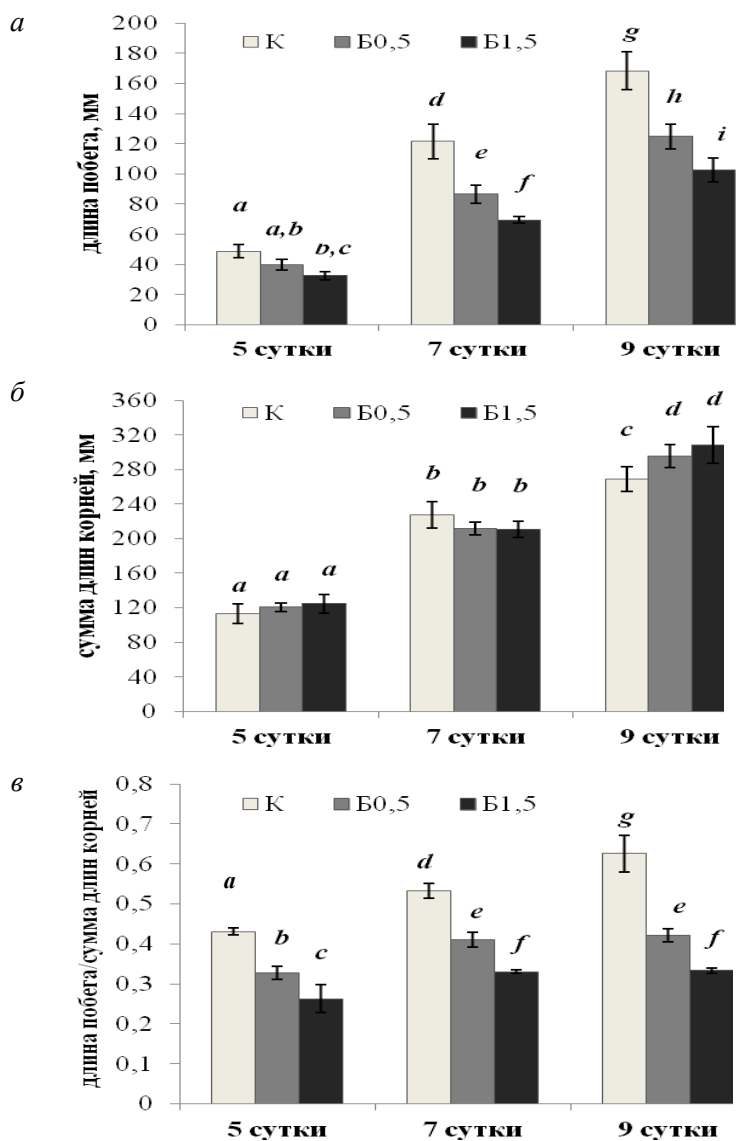 а
длина побега, мм
200
180
160
140
120
100
80
60
40
20
0
К Б0,5 Б1,5
a a,b b,c
d e f
g h i
5 сутки 7 сутки 9 сутки
б
сумма длин корней, мм
360
320
280
240
200
160
120
80
40
0
К Б0,5 Б1,5
a a a
b b b
c d d
5 сутки 7 сутки 9 сутки
в
длина побега/сумма длин корней
0,8
0,7
0,6
0,5
0,4
0,3
0,2
0,1
0
К Б0,5 Б1,5
a b c
d e f
g e f
5 сутки 7 сутки 9 сутки